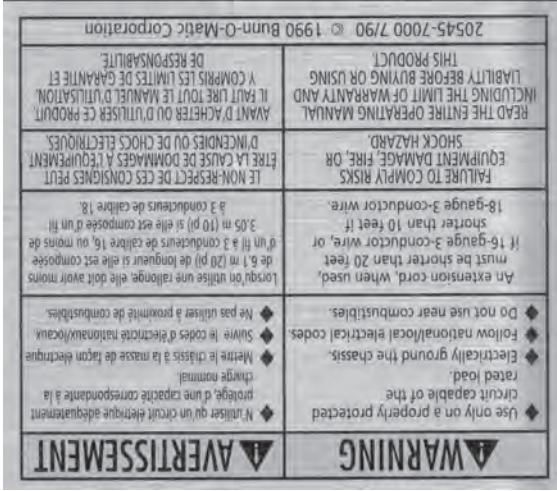 WARNING
◆ Use only on a properly protected
circuit capable of the
rated load.
◆ Electrically ground the chassis.
◆ Follow national/local electrical codes.
◆ Do not use near combustibles.
An extension cord, when used,
must be shorter than 20 feet
if 16-gauge 3-conductor wire, or
shorter than 10 feet if
18-gauge 3-conductor wire.
FAILURE TO COMPLY RISKS
EQUIPMENT DAMAGE, FIRE, OR
SHOCK HAZARD.
READ THE ENTIRE OPERATING MANUAL
INCLUDING THE LIMIT OF WARRANTY AND
LIABILITY BEFORE BUYING OR USING
THIS PRODUCT
AVERTISSEMENT
◆ N'utiliser qu un circuit életrique adéquatement
protége, d'une capacité correspondante à la
charge nominal.
◆ Metre le châssis à la masse de façon électrique
◆ Suivre le codes d'électricité nationaux/locaux
◆ Ne pas utiliser à proximité de combustibles.
Lorsqu'on utilise une rallonge, elle doit avoir moins
de 6.1 m (20 pi) de longueur si elle est composée
d'un fil à 3 conducteurs de calibre 16, ou moins de
3.05 m (10 pi) si elle est composée d'un fil
à 3 conducteurs de calibre 18.
LE NON-RESPECT DE CES CONSIGNES PEUT
ÊTRE LA CAUSE DE DOMMAGES A L'ÉQUIPEMENT
D'INCENDIES OU DE CHOCS ÉLECTRIQUES.
AVANT D'ACHETER OU D'UTILISER CE PRODUIT,
IL FAUT LIRE TOUT LE MANUEL D'UTILISATION,
Y COMPRIS LES LIMITES DE GARANTIE ET
DE RESPONSABILITE.
20545-7000 7/90 © 1990 Bunn-O-Matic Corporation